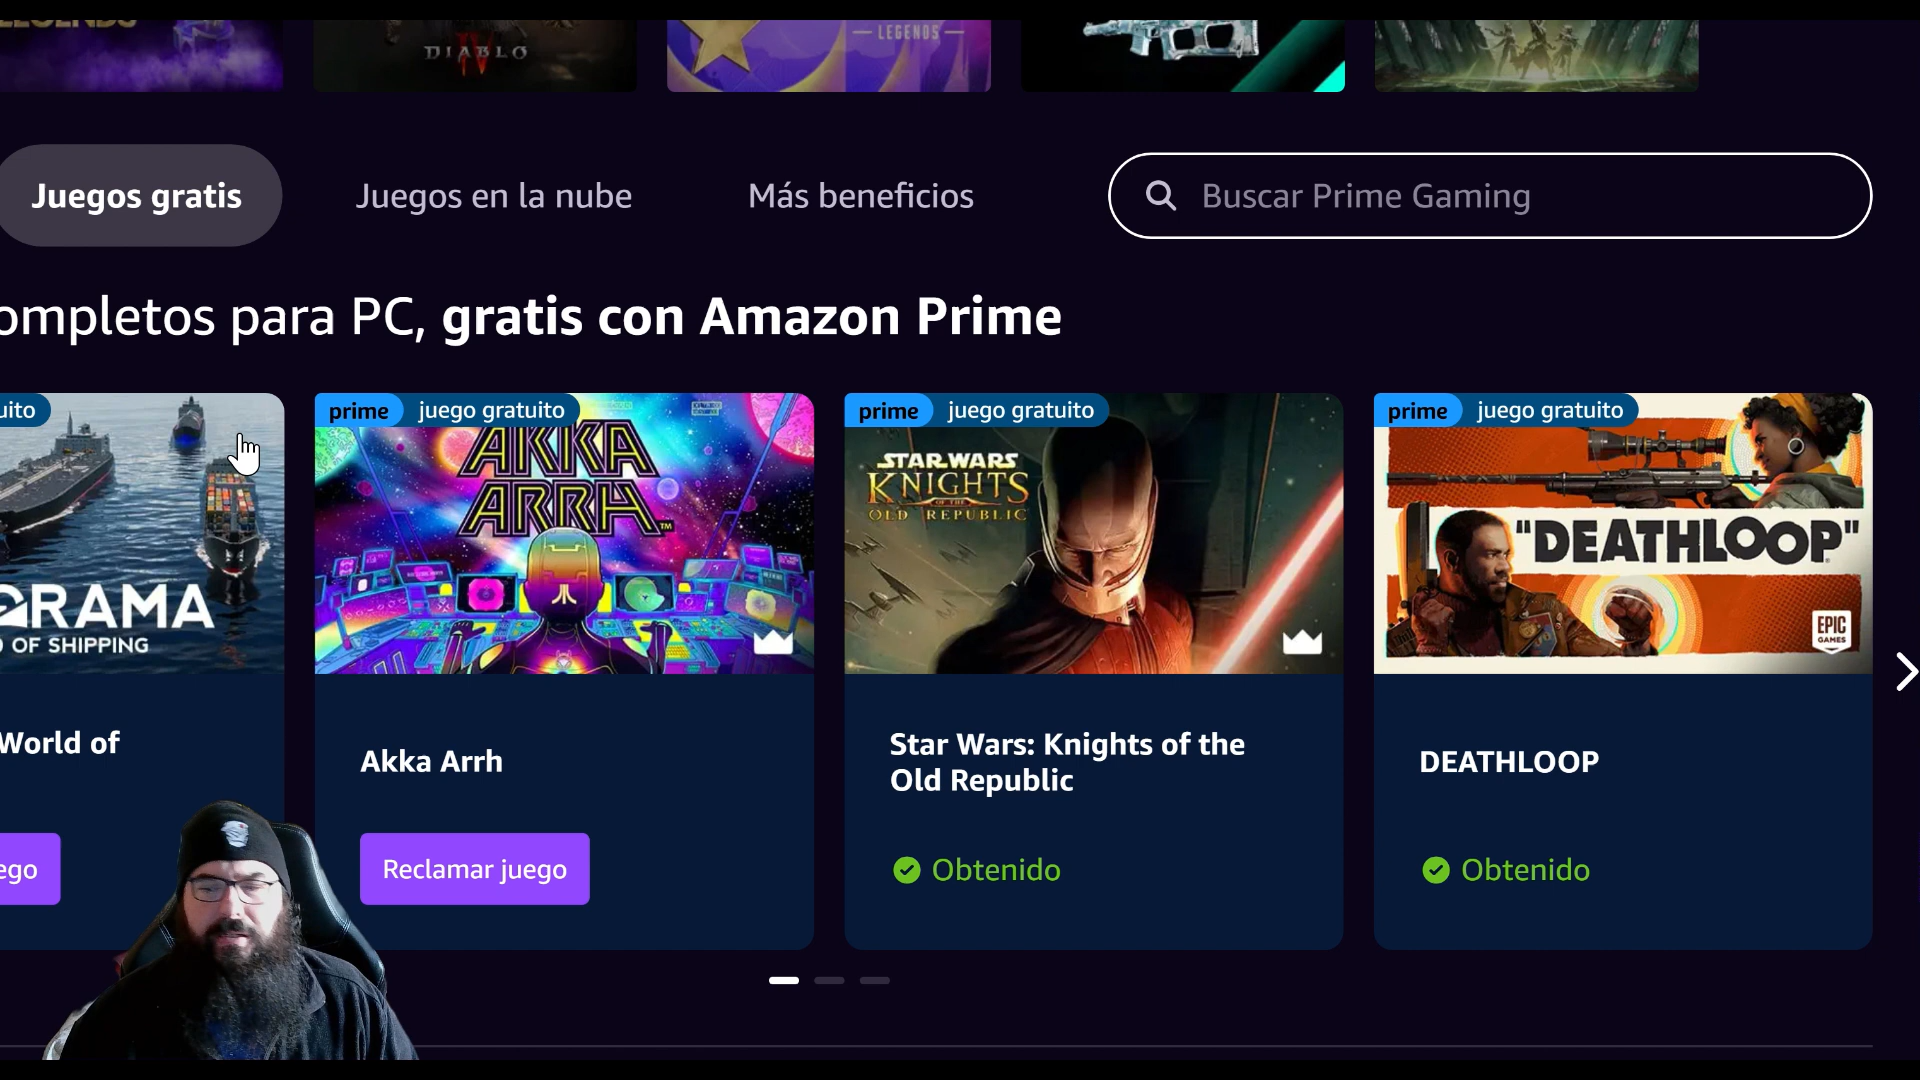 LEGENDS
DIABLO
IV
LEGENDS
Juegos gratis
Juegos en la nube
Más beneficios
Buscar Prime Gaming
ompletos para PC, gratis con Amazon Prime
uito
RAMA
OF SHIPPING
World of
ego
prime juego gratuito
AKKA
ARRH™
Akka Arrh
Reclamar juego
prime juego gratuito
STAR WARS
KNIGHTS
OF THE
OLD REPUBLIC
Star Wars: Knights of the
Old Republic
Obtenido
prime juego gratuito
"DEATHLOOP"
EPIC
GAMES
DEATHLOOP
Obtenido